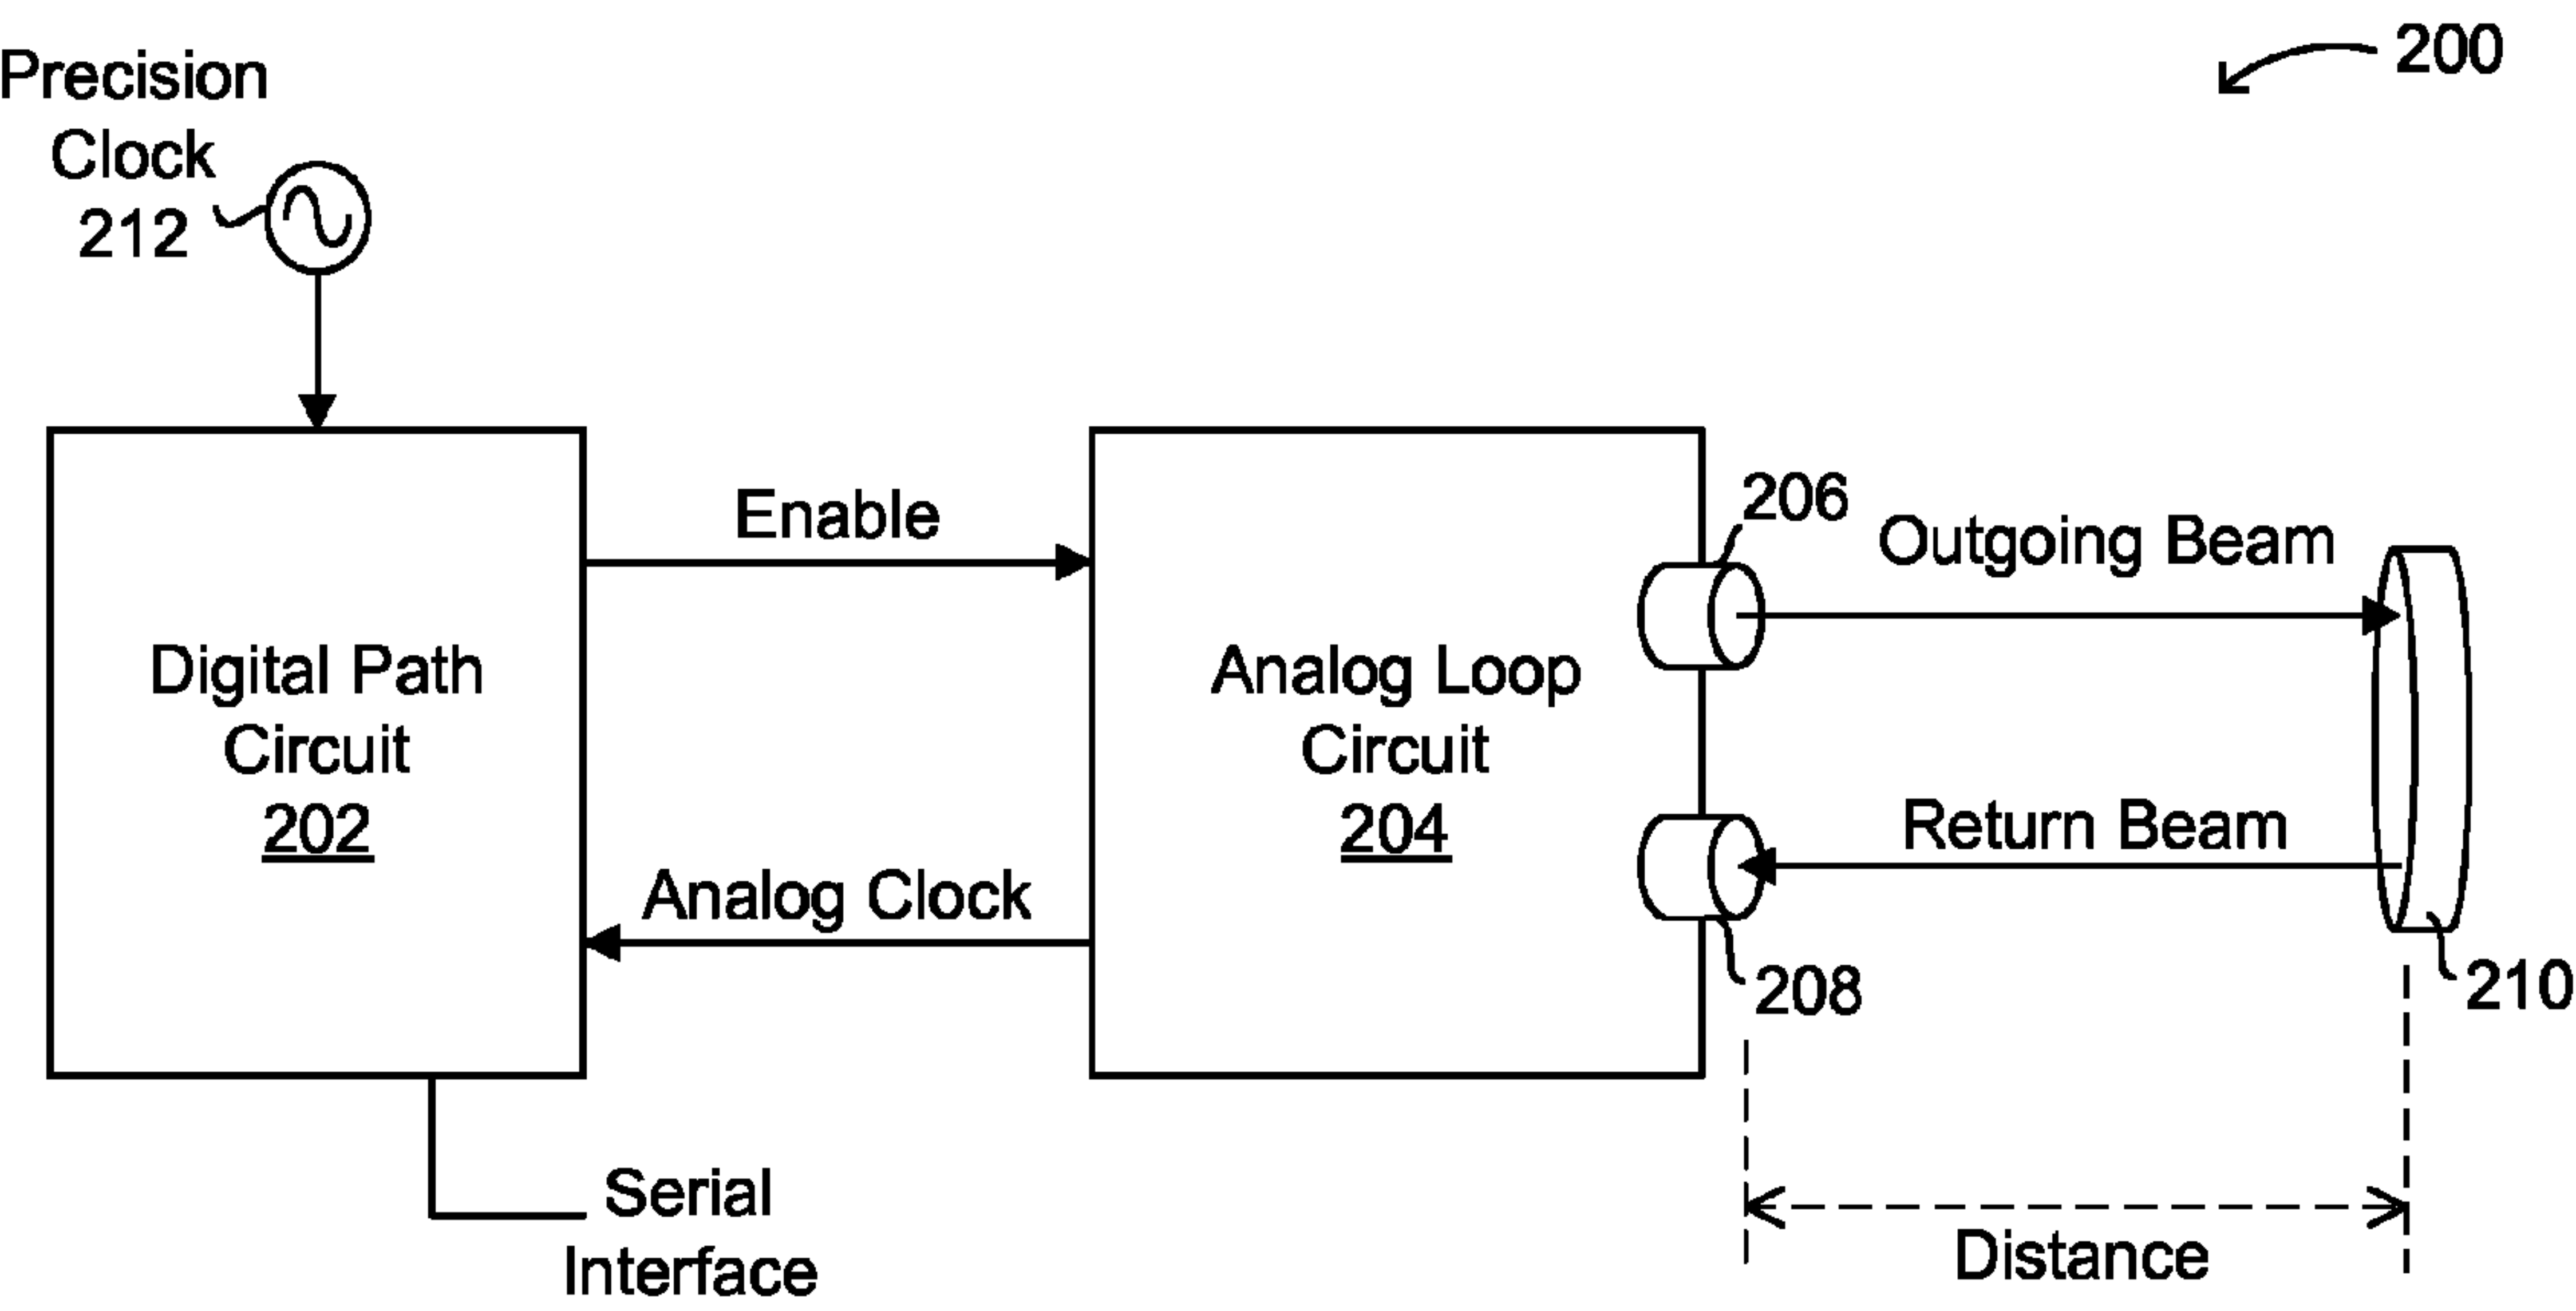 200
Precision
Clock
212
Enable
206
Outgoing Beam
Digital Path
Circuit
202
Analog Loop
Circuit
204
Return Beam
Analog Clock
208
210
Serial
Interface
Distance